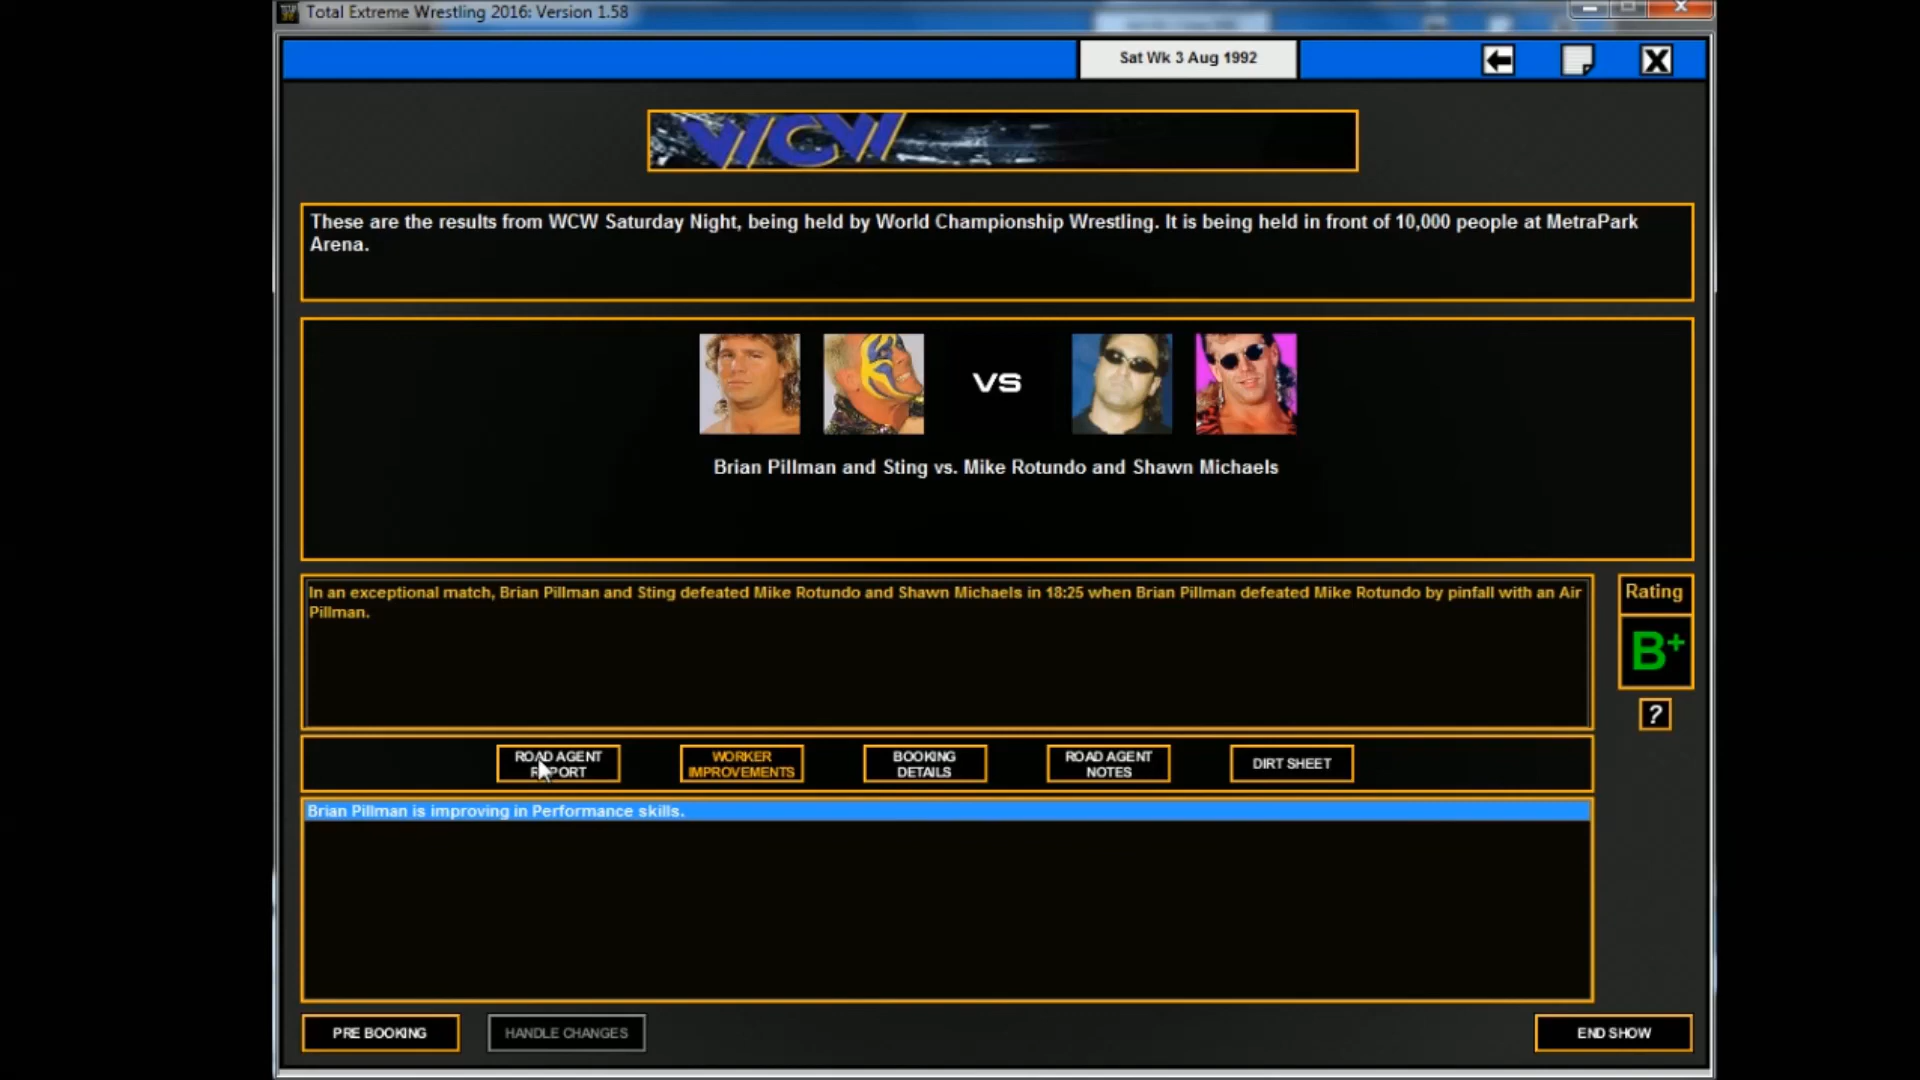 Total Extreme Wrestling 2016: Version 1.58
Sat Wk 3 Aug 1992
WCW
These are the results from WCW Saturday Night, being held by World Championship Wrestling. It is being held in front of 10,000 people at MetraPark
Arena.
VS
Brian Pillman and Sting vs. Mike Rotundo and Shawn Michaels
In an exceptional match, Brian Pillman and Sting defeated Mike Rotundo and Shawn Michaels in 18:25 when Brian Pillman defeated Mike Rotundo by pinfall with an Air
Pillman.
Rating
B+
?
ROAD AGENT
REPORT
WORKER
IMPROVEMENTS
BOOKING
DETAILS
ROAD AGENT
NOTES
DIRT SHEET
Brian Pillman is improving in Performance skills.
PRE BOOKING
HANDLE CHANGES
END SHOW